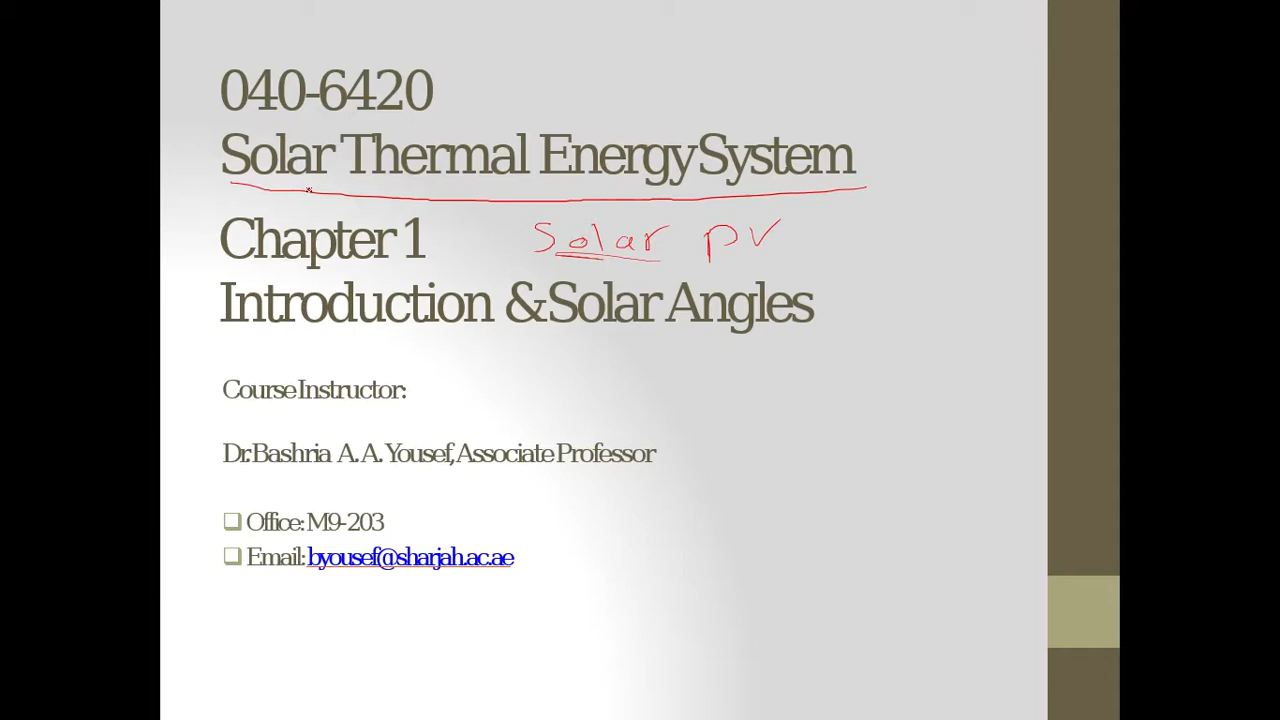 040-6420
Solar Thermal Energy System
Chapter 1
Solar PV
Introduction & Solar Angles
Course Instructor:
Dr. Bashria A. A. Yousef, Associate Professor
❑ Office: M9-203
❑ Email: byousef@sharjah.ac.ae